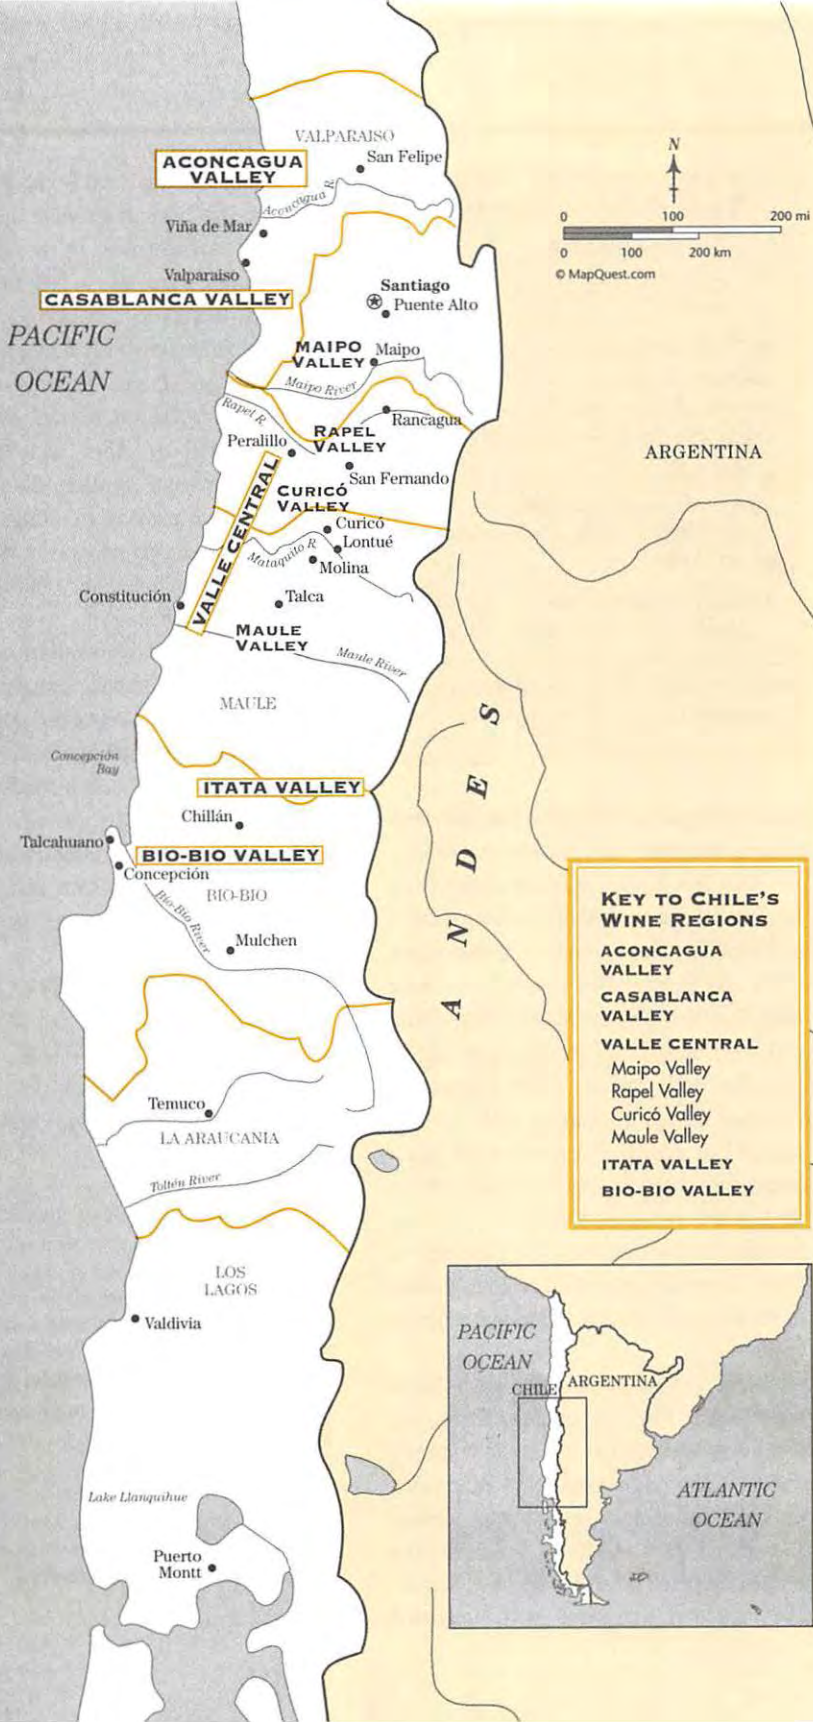 VALPARAISO
San Felipe
ACONCAGUA
VALLEY
Aconcagua R.
Viña de Mar
Valparaiso
CASABLANCA VALLEY
Santiago
Puente Alto
PACIFIC
OCEAN
MAIPO
VALLEY
Maipo
Maipo River
Rapel R.
Rancagua
Peralillo
RAPEL
VALLEY
San Fernando
CURICÓ
VALLEY
VALLE CENTRAL
Curicó
Lontué
Mataquito R.
Molina
Constitución
Talca
MAULE
VALLEY
Maule River
MAULE
Concepción
Bay
ITATA VALLEY
Chillán
Talcahuano
BIO-BIO VALLEY
Concepción
BIO-BIO
Bio-Bio River
Mulchen
Temuco
LA ARAUCANIA
Toltén River
LOS
LAGOS
Valdivia
Lake Llanquihue
Puerto
Montt
N
0 100 200 mi
0 100 200 km
© MapQuest.com
ARGENTINA
ANDES
KEY TO CHILE'S
WINE REGIONS
ACONCAGUA
VALLEY
CASABLANCA
VALLEY
VALLE CENTRAL
Maipo Valley
Rapel Valley
Curicó Valley
Maule Valley
ITATA VALLEY
BIO-BIO VALLEY
PACIFIC
OCEAN
CHILE
ARGENTINA
ATLANTIC
OCEAN